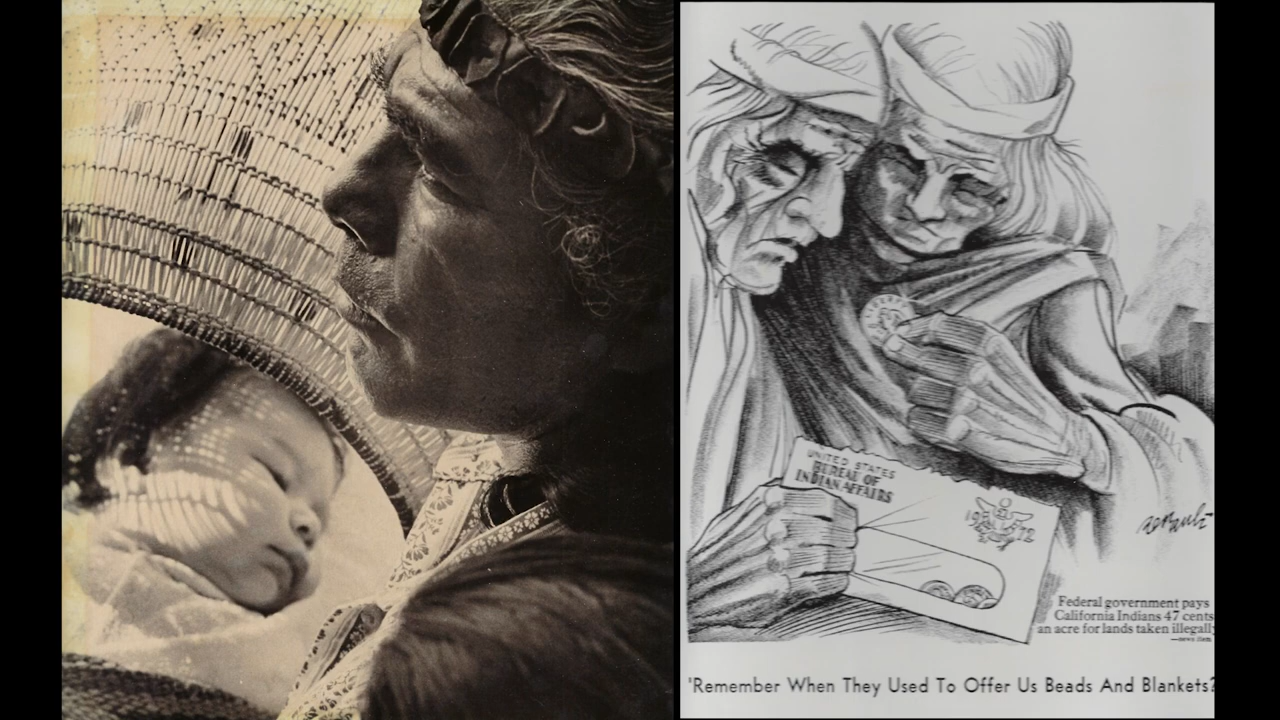 UNITED STATES
BUREAU OF
INDIAN AFFAIRS
1972
Federal government pays
California Indians 47 cents
an acre for lands taken illegally
—news item
'Remember When They Used To Offer Us Beads And Blankets?